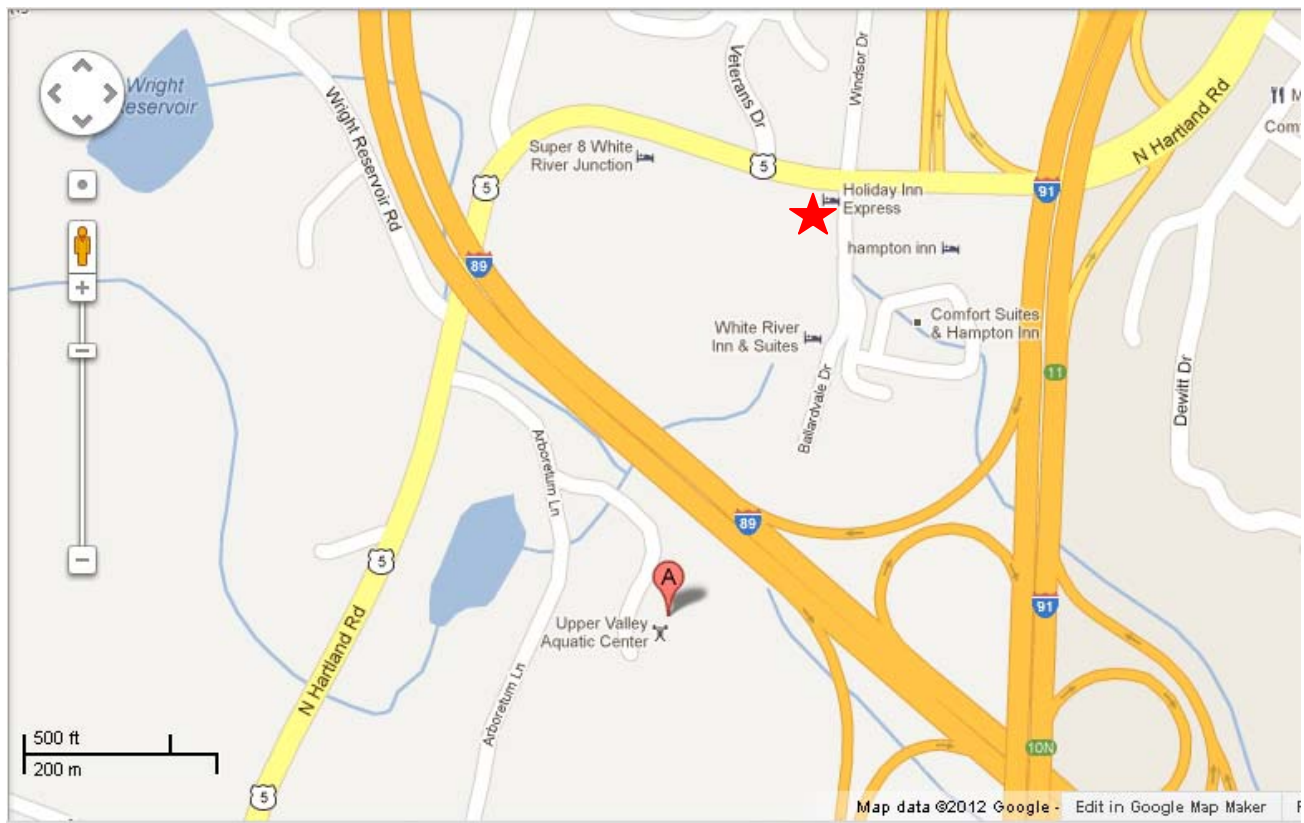 Wright
Reservoir
Wright Reservoir Rd
Veterans Dr
Windsor Dr
N Hartland Rd
Super 8 White
River Junction
5
5
Holiday Inn
Express
91
M
Com
hampton inn
89
White River
Inn & Suites
Comfort Suites
& Hampton Inn
Ballardvale Dr
11
Dewitt Dr
Arboretum Ln
89
5
A
91
Upper Valley
Aquatic Center
N Hartland Rd
Arboretum Ln
500 ft
200 m
10N
5
Map data ©2012 Google - Edit in Google Map Maker